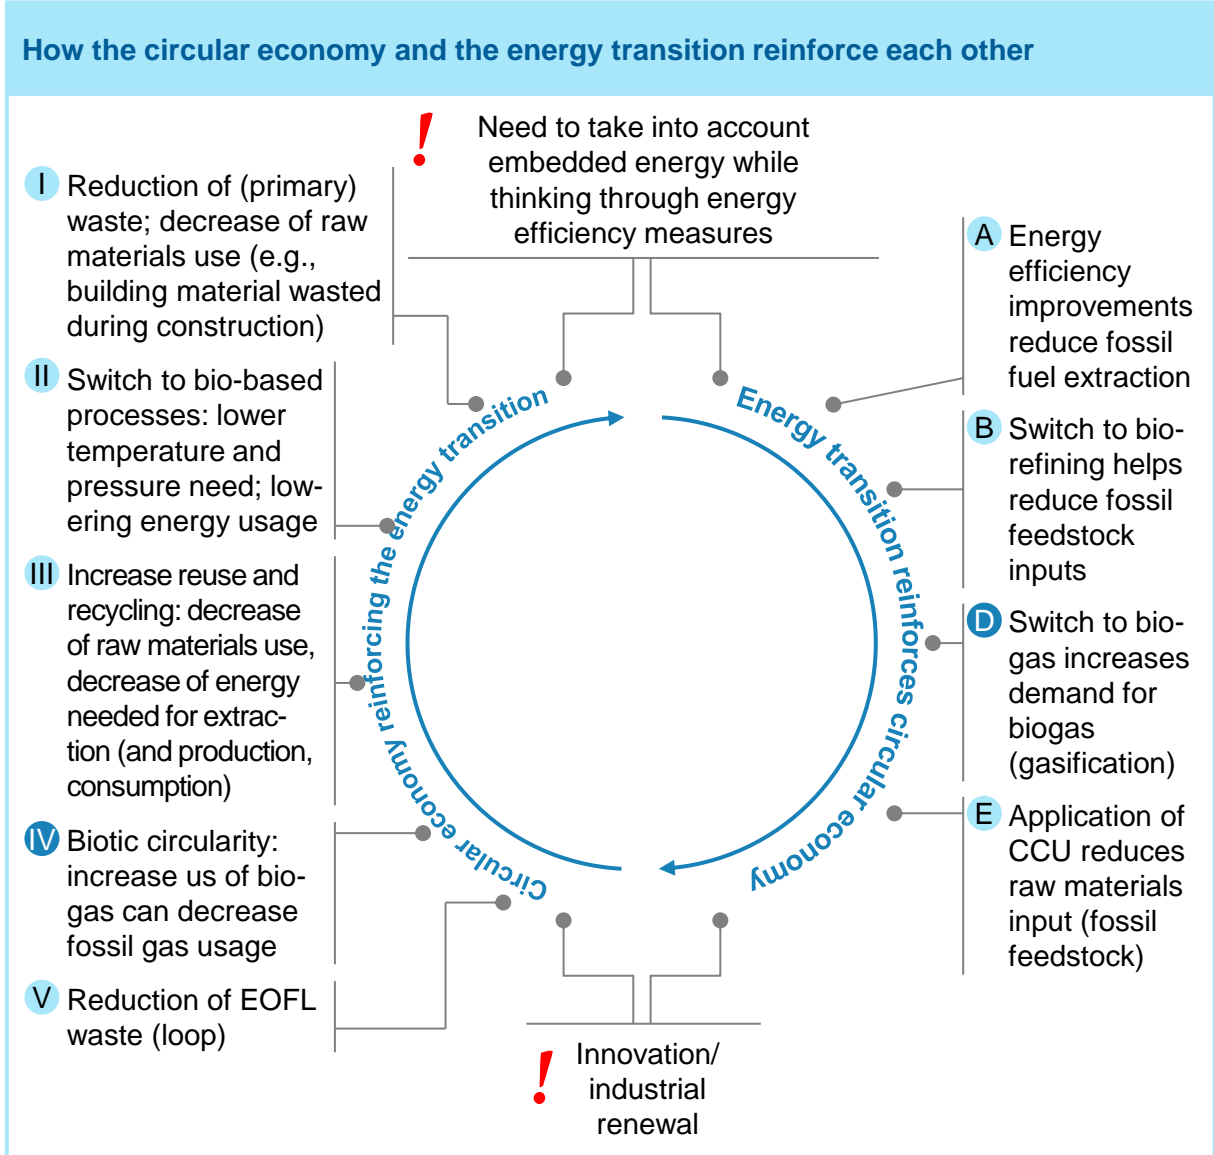 How the circular economy and the energy transition reinforce each other
!
Need to take into account
embedded energy while
thinking through energy
efficiency measures
I
Reduction of (primary)
waste; decrease of raw
materials use (e.g.,
building material wasted
during construction)
II
Switch to bio-based
processes: lower
temperature and
pressure need; low-
ering energy usage
III
Increase reuse and
recycling: decrease
of raw materials use,
decrease of energy
needed for extrac-
tion (and production,
consumption)
IV
Biotic circularity:
increase us of bio-
gas can decrease
fossil gas usage
V
Reduction of EOFL
waste (loop)
Circular economy reinforcing the energy transition
Energy transition reinforces circular economy
A
Energy
efficiency
improvements
reduce fossil
fuel extraction
B
Switch to bio-
refining helps
reduce fossil
feedstock
inputs
D
Switch to bio-
gas increases
demand for
biogas
(gasification)
E
Application of
CCU reduces
raw materials
input (fossil
feedstock)
!
Innovation/
industrial
renewal